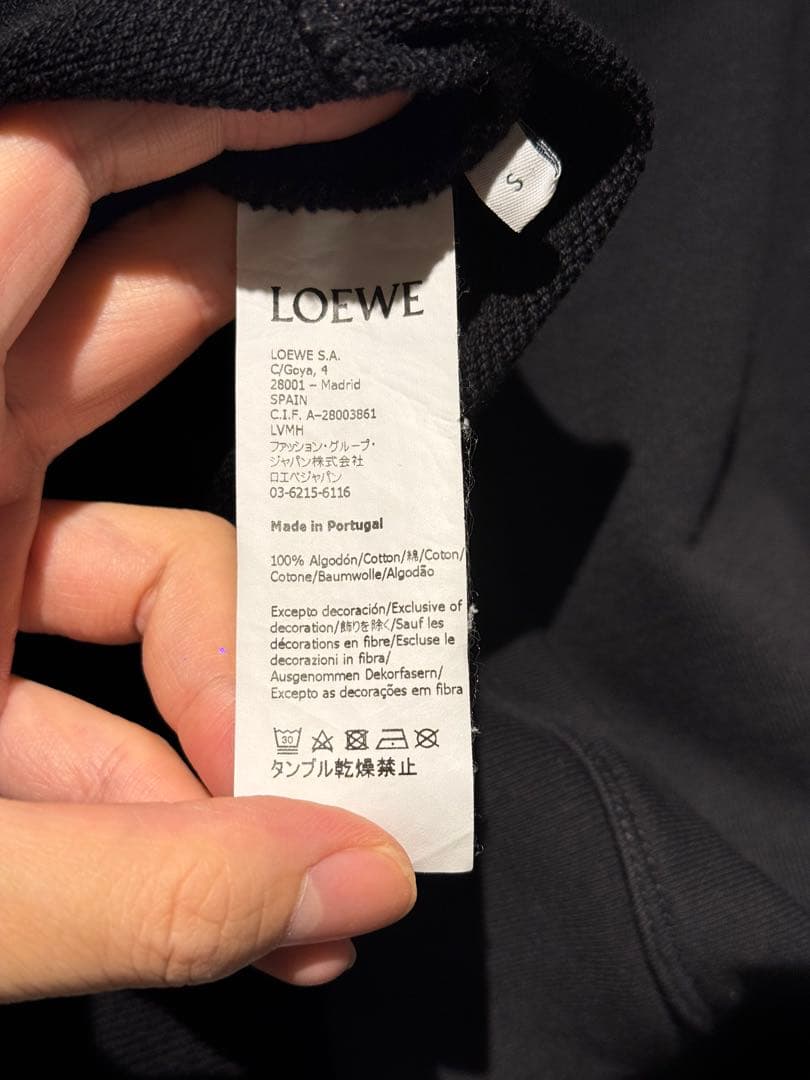 S
LOEWE
LOEWE S.A.
C/Goya, 4
28001 – Madrid
SPAIN
C.I.F. A-28003861
LVMH
ファッション・グループ・
ジャパン株式会社
ロエベジャパン
03-6215-6116
Made in Portugal
100% Algodón/Cotton/綿/Coton/
Cotone/Baumwolle/Algodão
Excepto decoración/Exclusive of
decoration/飾りを除く/Sauf les
décorations en fibre/Escluse le
decorazioni in fibra/
Ausgenommen Dekorfasern/
Excepto as decorações em fibra
30
タンブル乾燥禁止